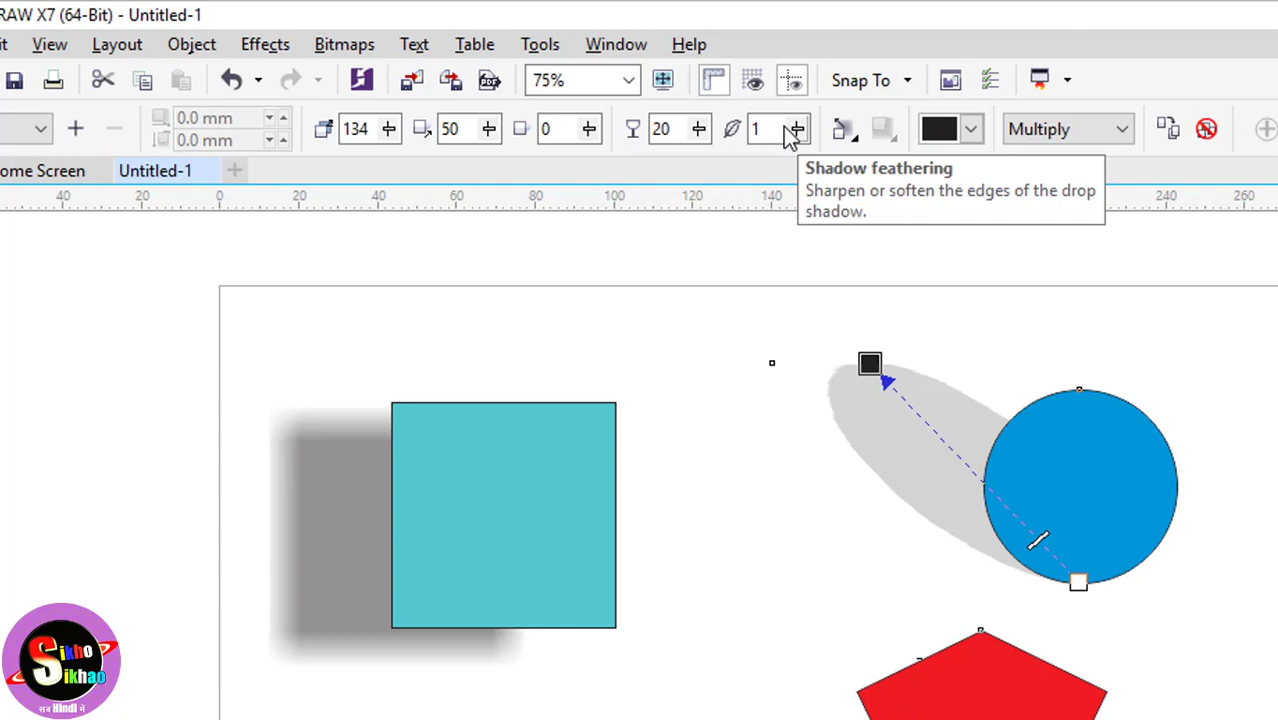 RAW X7 (64-Bit) - Untitled-1
it View Layout Object Effects Bitmaps Text Table Tools Window Help
75% Snap To
0.0 mm
0.0 mm
134 50 0 20 1 Multiply
ome Screen Untitled-1
Shadow feathering
Sharpen or soften the edges of the drop
shadow.
40 20 0 20 40 60 80 100 120 140 240 260
Sikho
Sikhao
सब हिन्दी में